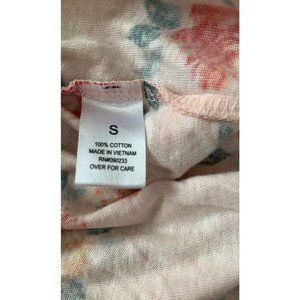 S
100% COTTON
MADE IN VIETNAM
RN#090233
OVER FOR CARE